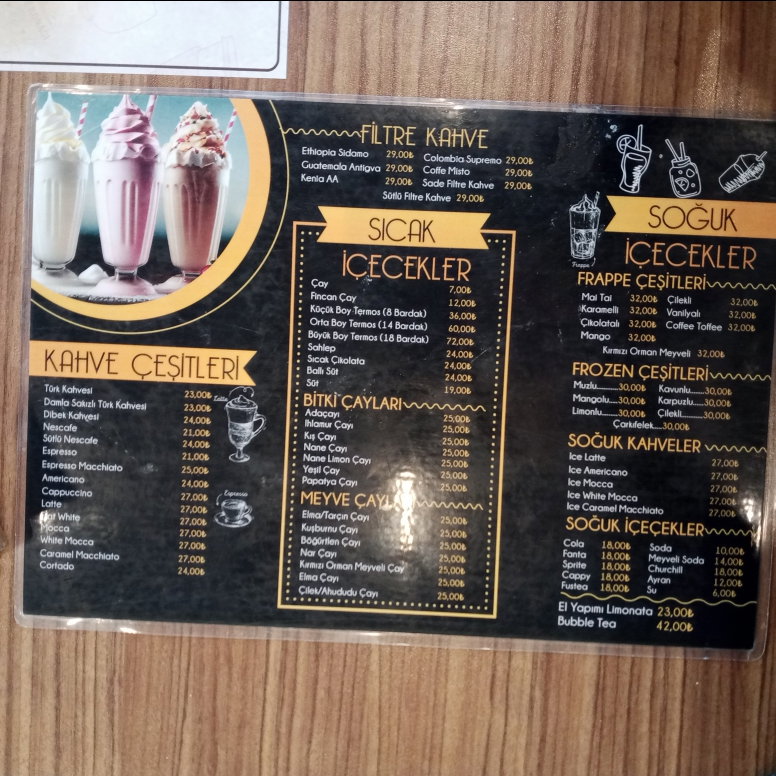 FİLTRE KAHVE
Ethiopia Sidamo 29,00₺ Colombia Supremo 29,00₺
Guatemala Antigva 29,00₺ Coffe Misto 29,00₺
Kenia AA 29,00₺ Sade Filtre Kahve 29,00₺
Sütlü Filtre Kahve 29,00₺
KAHVE ÇEŞİTLERİ
Türk Kahvesi 23,00₺
Damla Sakızlı Türk Kahvesi 23,00₺
Dibek Kahvesi 24,00₺
Nescafe 21,00₺
Sütlü Nescafe 24,00₺
Espresso 21,00₺
Espresso Macchiato 25,00₺
Americano 24,00₺
Cappuccino 27,00₺
Latte 27,00₺
White 27,00₺
Mocca 27,00₺
White Mocca 27,00₺
Caramel Macchiato 27,00₺
Cortado 24,00₺
Latte
Espresso
SICAK
İÇECEKLER
Çay 7,00₺
Fincan Çay 12,00₺
Küçük Boy Termos (8 Bardak) 36,00₺
Orta Boy Termos (14 Bardak) 60,00₺
Büyük Boy Termos (18 Bardak) 72,00₺
Sahlep 24,00₺
Sıcak Çikolata 24,00₺
Ballı Süt 24,00₺
Süt 19,00₺
BİTKİ ÇAYLARI
Adaçayı 25,00₺
Ihlamur Çayı 25,00₺
Kış Çayı 25,00₺
Nane Çayı 25,00₺
Nane Limon Çayı 25,00₺
Yeşil Çay 25,00₺
Papatya Çayı 25,00₺
MEYVE ÇAYLARI
Elma/Tarçın Çayı 25,00₺
Kuşburnu Çayı 25,00₺
Böğürtlen Çayı 25,00₺
Nar Çayı 25,00₺
Kırmızı Orman Meyveli Çay 25,00₺
Elma Çayı 25,00₺
Çilek/Ahududu Çayı 25,00₺
Frappe
SOĞUK
İÇECEKLER
FRAPPE ÇEŞİTLERİ
Mai Tai 32,00₺ Çilekli 32,00₺
Karamelli 32,00₺ Vanilyalı 32,00₺
Çikolatalı 32,00₺ Coffee Toffee 32,00₺
Mango 32,00₺
Kırmızı Orman Meyveli 32,00₺
FROZEN ÇEŞİTLERİ
Muzlu.......30,00₺ Kavunlu......30,00₺
Mangolu....30,00₺ Karpuzlu.....30,00₺
Limonlu.....30,00₺ Çilekli.........30,00₺
Çarkıfelek....30,00₺
SOĞUK KAHVELER
Ice Latte 27,00₺
Ice Americano 27,00₺
Ice Mocca 27,00₺
Ice White Mocca 27,00₺
Ice Caramel Macchiato 27,00₺
SOĞUK İÇEÇEKLER
Cola 18,00₺ Soda 10,00₺
Fanta 18,00₺ Meyveli Soda 14,00₺
Sprite 18,00₺ Churchill 18,00₺
Cappy 18,00₺ Ayran 12,00₺
Fustea 18,00₺ Su 6,00₺
El Yapımı Limonata 23,00₺
Bubble Tea 42,00₺